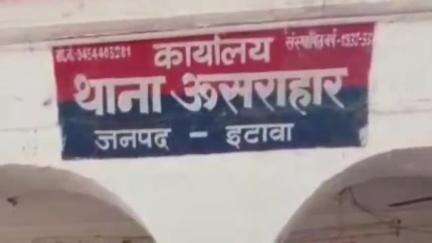 कार्यालय
थाना ऊसराहार
जनपद - इटावा